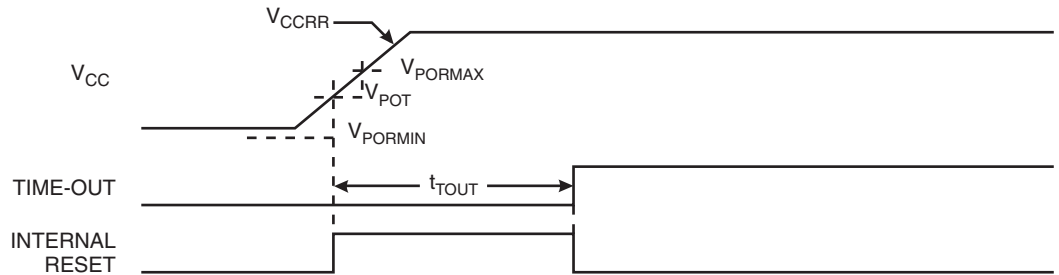 VCCRR
VCC
VPORMAX
VPOT
VPORMIN
TIME-OUT
tTOUT
INTERNAL
RESET